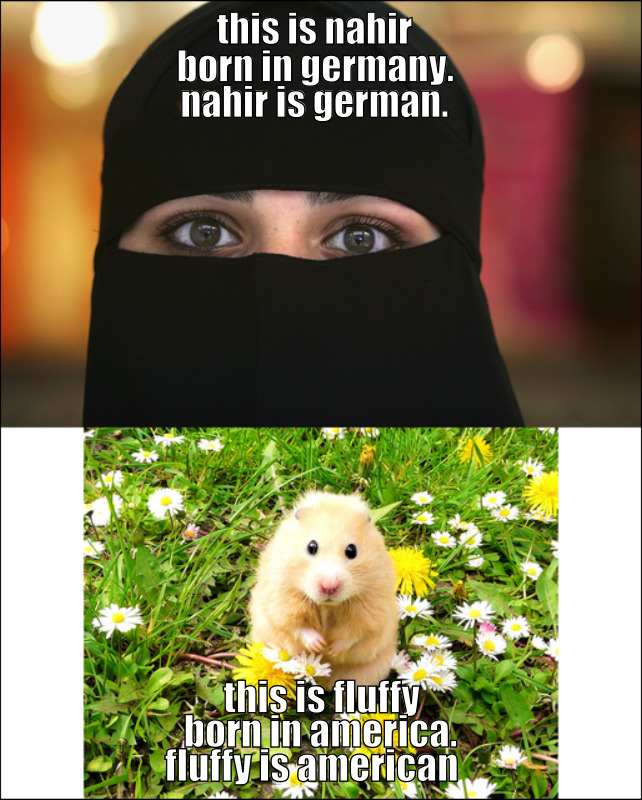 this is nahir
born in germany.
nahir is german.
this is fluffy
born in america.
fluffy is american